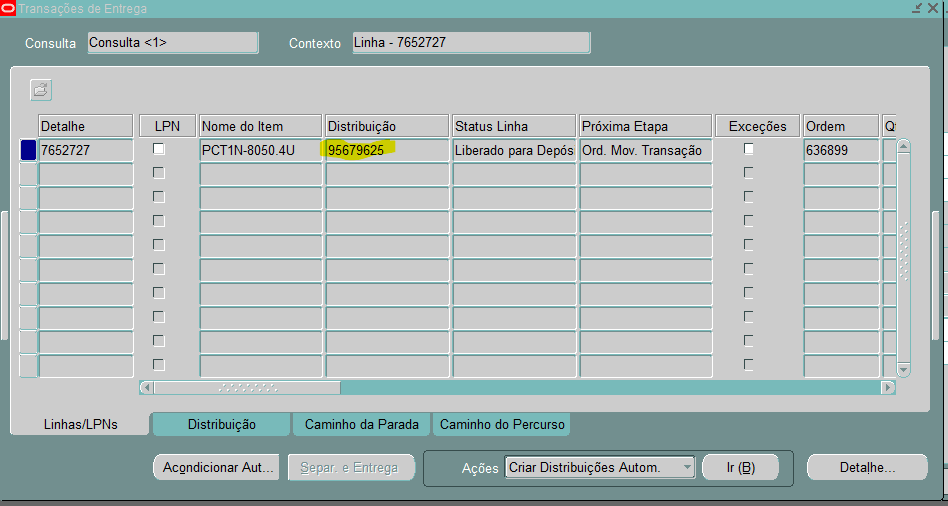 Transações de Entrega
Consulta Consulta <1> Contexto Linha - 7652727
Detalhe LPN Nome do Item Distribuição Status Linha Próxima Etapa Exceções Ordem Q
7652727 PCT1N-8050.4U 95679625 Liberado para Depós Ord. Mov. Transação 636899
Linhas/LPNs Distribuição Caminho da Parada Caminho do Percurso
Acondicionar Aut... Separ. e Entrega Ações Criar Distribuições Autom. Ir (B) Detalhe...